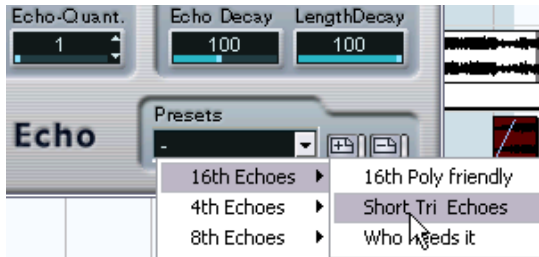 Echo-Quant. Echo Decay LengthDecay
1 100 100
Echo
Presets
-
16th Echoes 16th Poly friendly
4th Echoes Short Tri Echoes
8th Echoes Who needs it